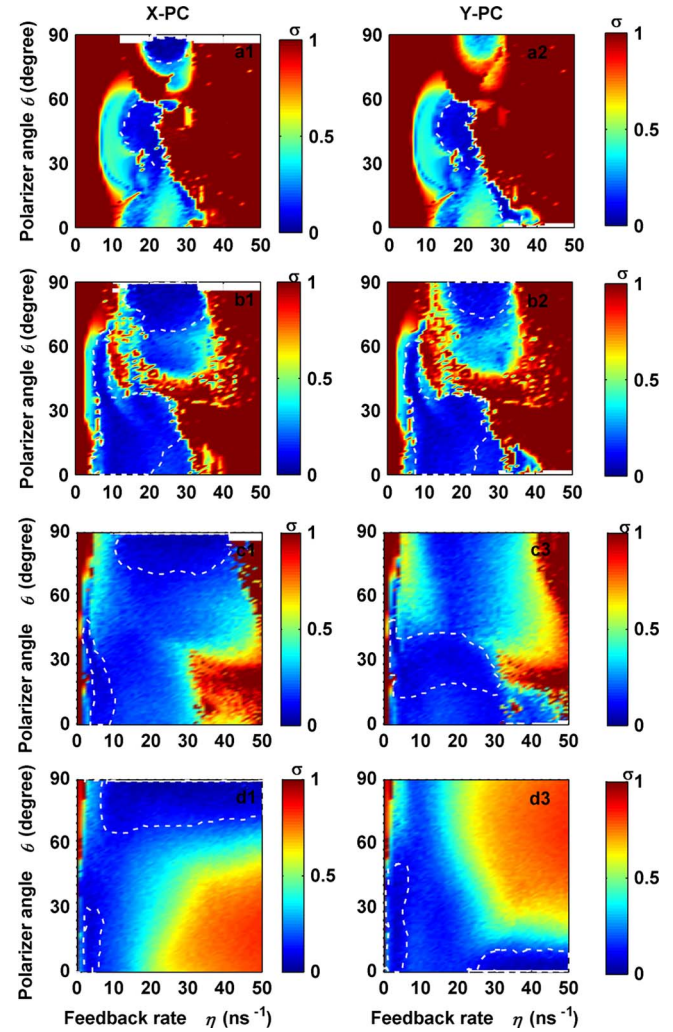 X-PC Y-PC
Polarizer angle θ (degree) 90 60 30 0 a1 σ 1 0.5 0 a2 σ 1 0.5 0
0 10 20 30 40 50 0 10 20 30 40 50
Polarizer angle θ (degree) 90 60 30 0 b1 σ 1 0.5 0 90 60 30 0 b2 σ 1 0.5 0
0 10 20 30 40 50 0 10 20 30 40 50
Polarizer angle θ (degree) 90 60 30 0 c1 σ 1 0.5 0 90 60 30 0 c3 σ 1 0.5 0
0 10 20 30 40 50 0 10 20 30 40 50
Polarizer angle θ (degree) 90 60 30 0 d1 σ 1 0.5 0 90 60 30 0 d3 σ 1 0.5 0
0 10 20 30 40 50 0 10 20 30 40 50
Feedback rate η (ns⁻¹) Feedback rate η (ns⁻¹)